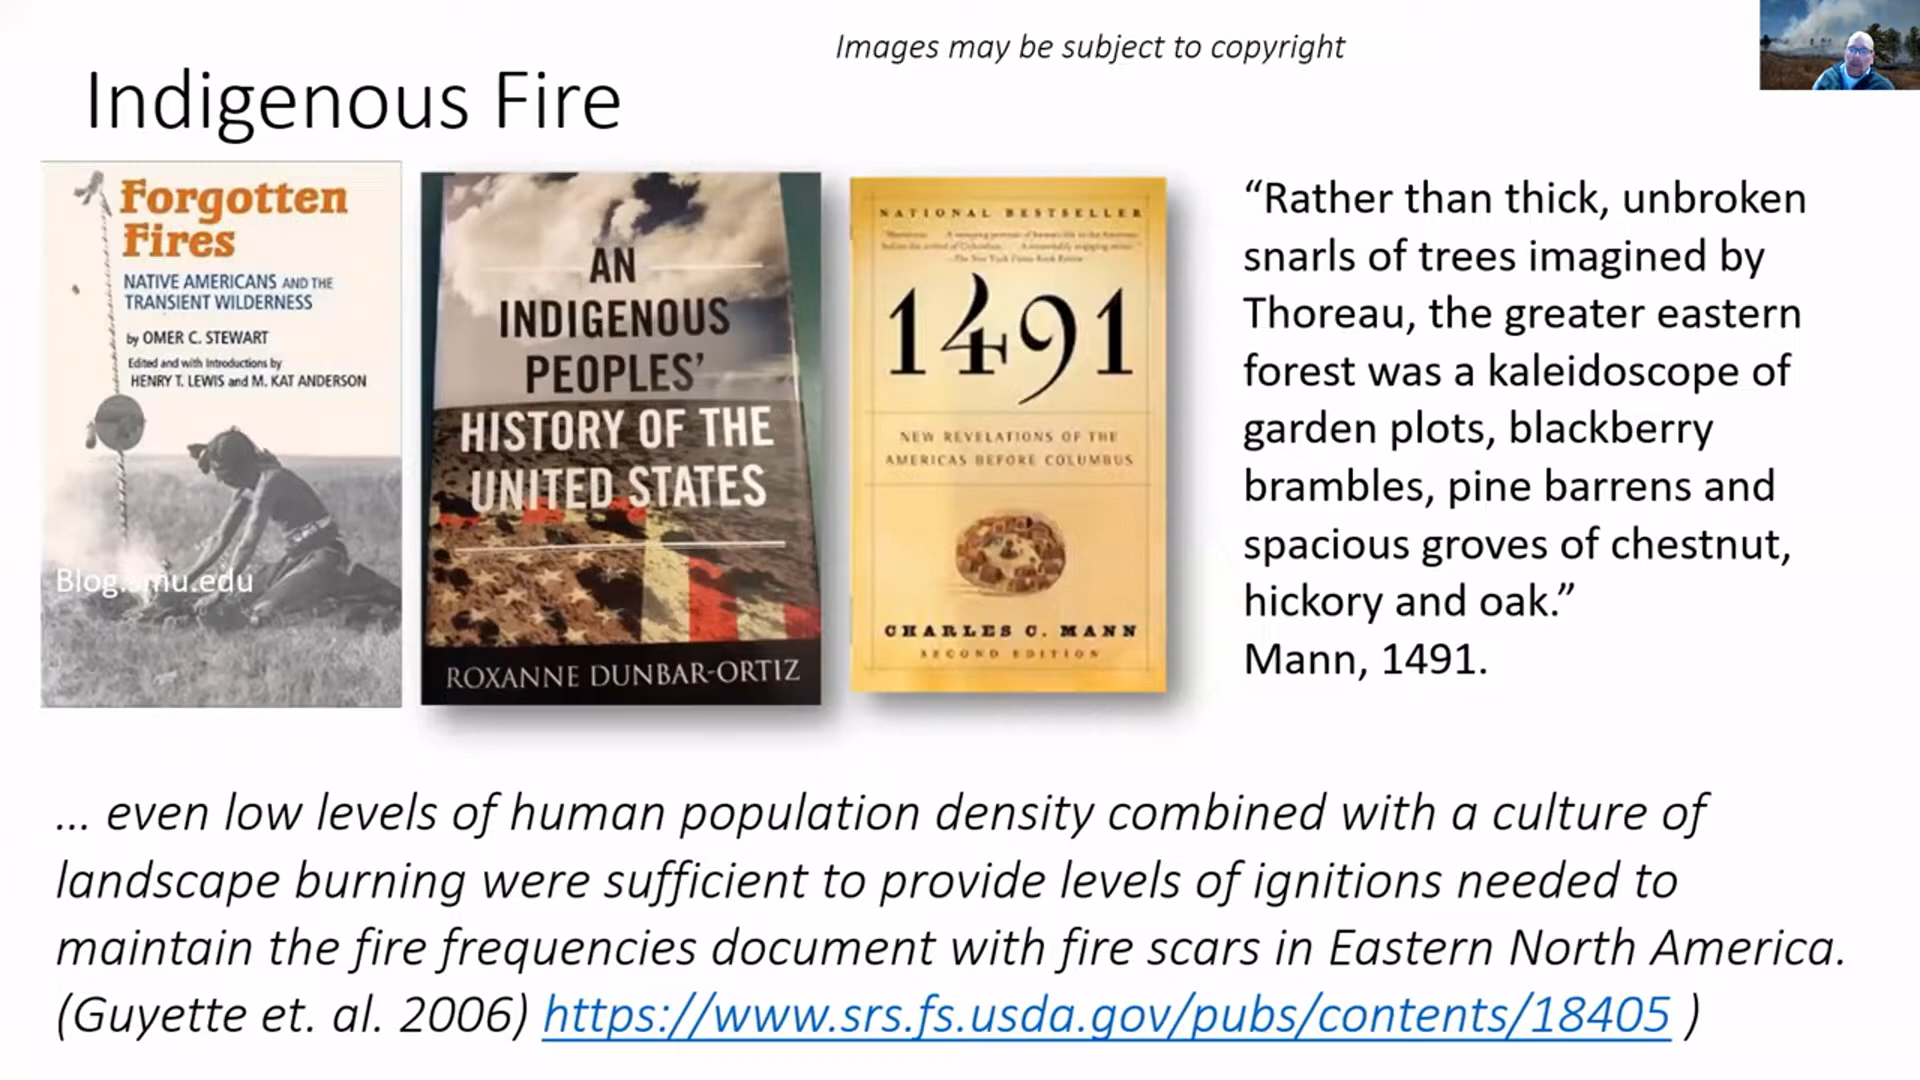 Images may be subject to copyright
Indigenous Fire
Forgotten
Fires
NATIVE AMERICANS AND THE
TRANSIENT WILDERNESS
by OMER C. STEWART
Edited and with Introductions by
HENRY T. LEWIS and M. KAT ANDERSON
Blog.smu.edu
AN
INDIGENOUS
PEOPLES'
HISTORY OF THE
UNITED STATES
ROXANNE DUNBAR-ORTIZ
NATIONAL BESTSELLER
1491
NEW REVELATIONS OF THE
AMERICAS BEFORE COLUMBUS
CHARLES C. MANN
SECOND EDITION
“Rather than thick, unbroken
snarls of trees imagined by
Thoreau, the greater eastern
forest was a kaleidoscope of
garden plots, blackberry
brambles, pine barrens and
spacious groves of chestnut,
hickory and oak.”
Mann, 1491.
... even low levels of human population density combined with a culture of
landscape burning were sufficient to provide levels of ignitions needed to
maintain the fire frequencies document with fire scars in Eastern North America.
(Guyette et. al. 2006) https://www.srs.fs.usda.gov/pubs/contents/18405 )